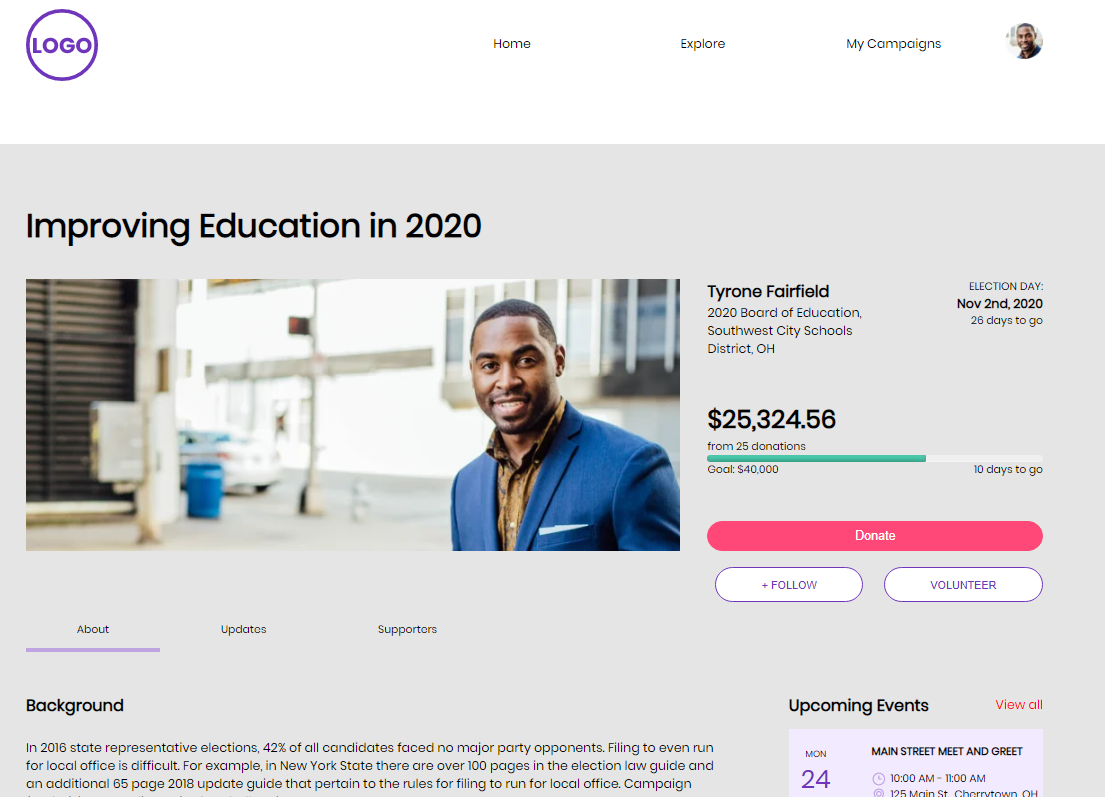 LOGO
Home
Explore
My Campaigns
Improving Education in 2020
Tyrone Fairfield
2020 Board of Education,
Southwest City Schools
District, OH
ELECTION DAY:
Nov 2nd, 2020
26 days to go
$25,324.56
from 25 donations
Goal: $40,000
10 days to go
Donate
+ FOLLOW
VOLUNTEER
About
Updates
Supporters
Background
In 2016 state representative elections, 42% of all candidates faced no major party opponents. Filing to even run
for local office is difficult. For example, in New York State there are over 100 pages in the election law guide and
an additional 65 page 2018 update guide that pertain to the rules for filing to run for local office. Campaign
Upcoming Events
View all
MON
24
MAIN STREET MEET AND GREET
10:00 AM - 11:00 AM
125 Main St., Cherrytown, OH